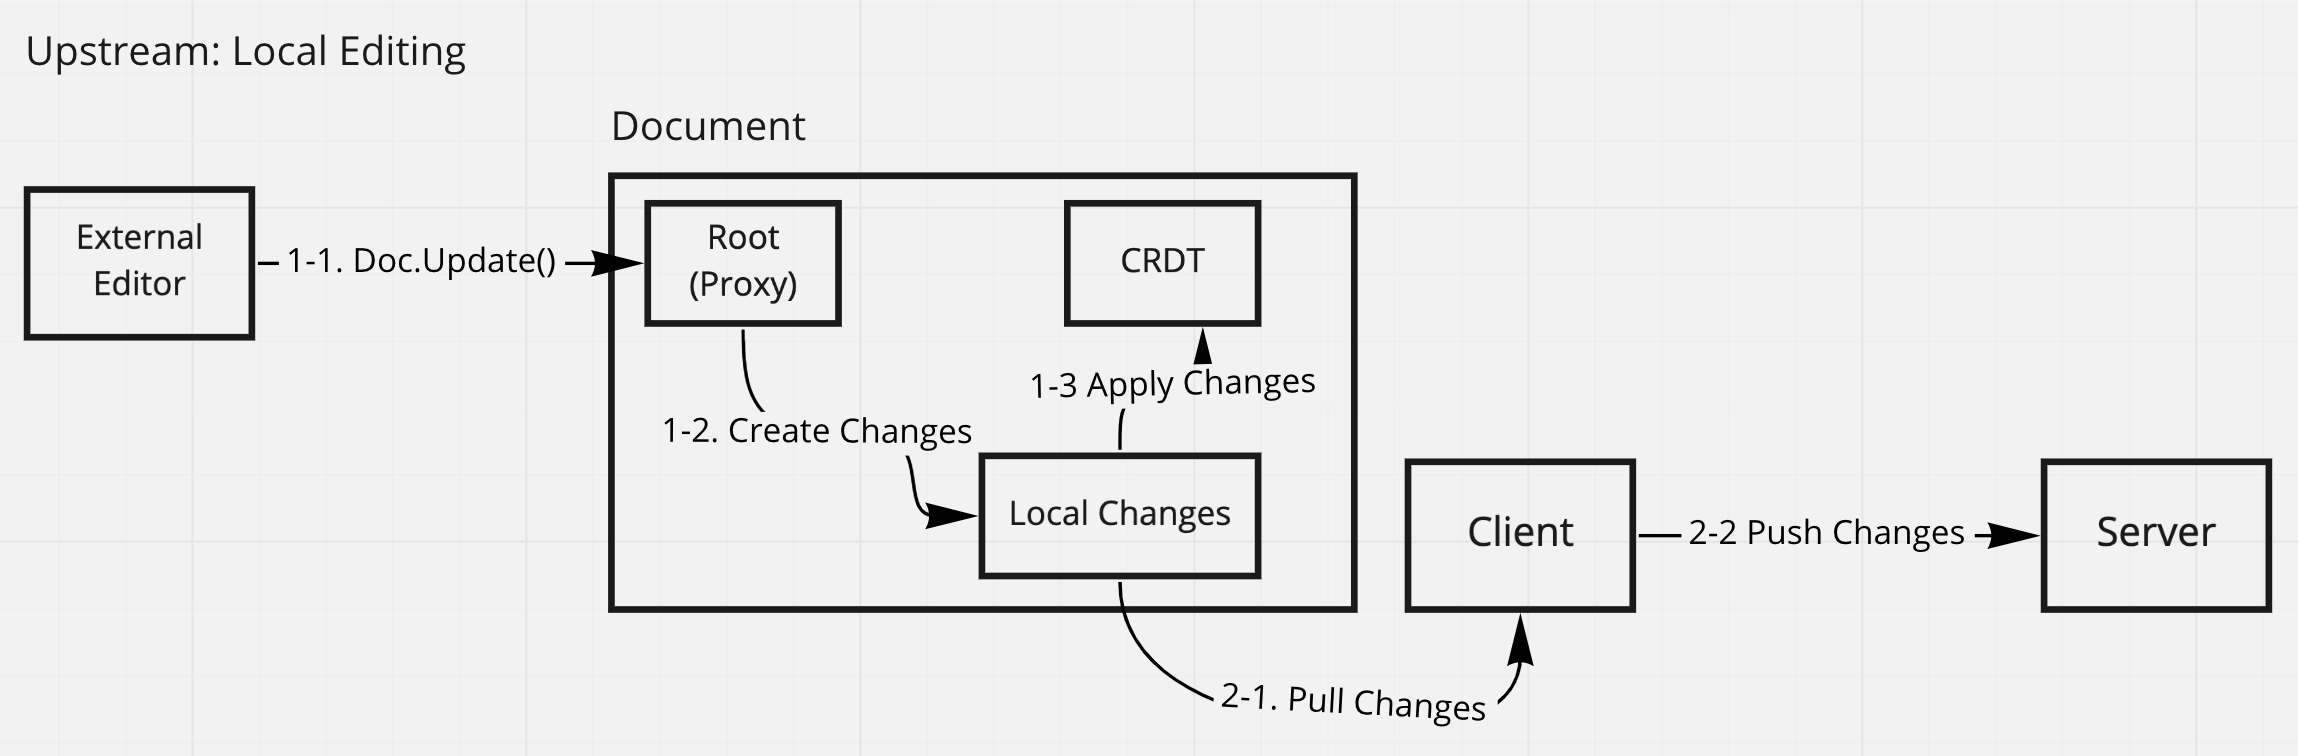 Upstream: Local Editing
Document
External
Editor
1-1. Doc.Update()
Root
(Proxy)
CRDT
1-3 Apply Changes
1-2. Create Changes
Local Changes
Client
2-2 Push Changes
Server
2-1. Pull Changes